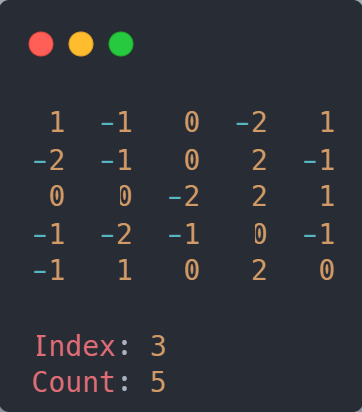 1 -1 0 -2 1
-2 -1 0 2 -1
0 0 -2 2 1
-1 -2 -1 0 -1
-1 1 0 2 0
Index: 3
Count: 5